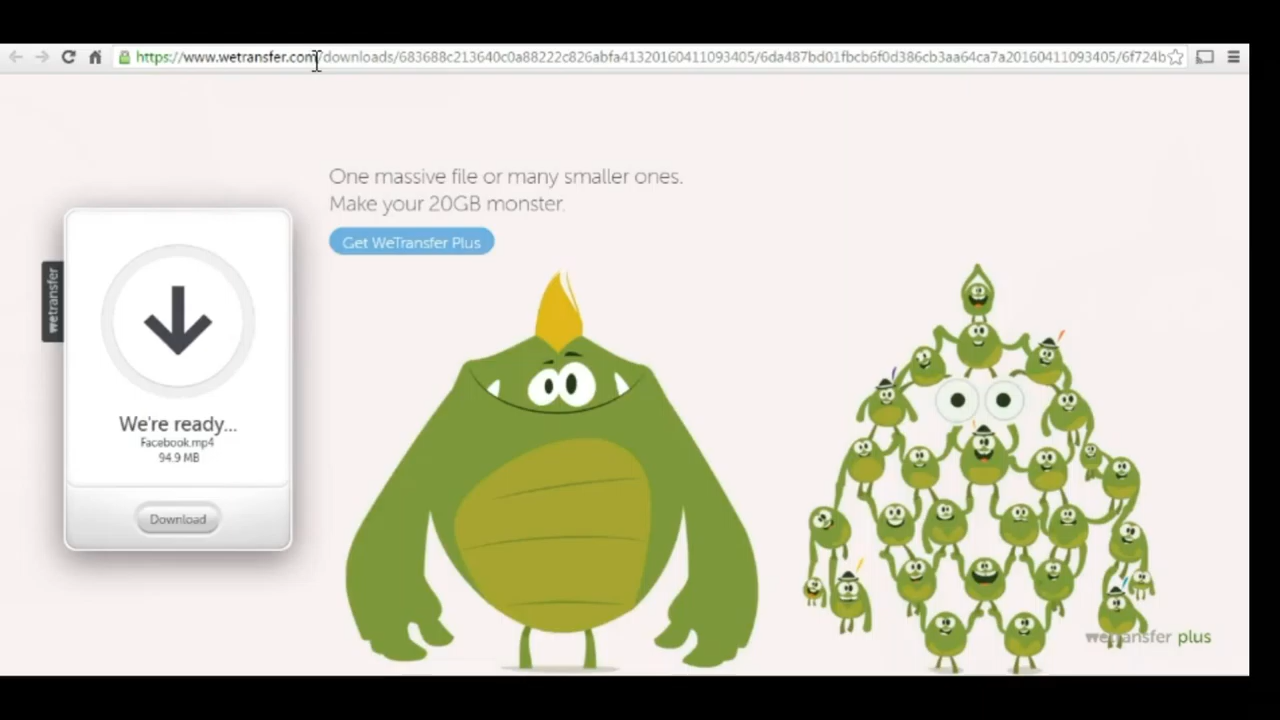 https://www.wetransfer.com/downloads/683688c213640c0a88222c826abfa41320160411093405/6da487bd01fbcb6f0d386cb3aa64ca7a20160411093405/6f724b
One massive file or many smaller ones.
Make your 20GB monster.
Get WeTransfer Plus
wetransfer
We're ready...
Facebook.mp4
94.9 MB
Download
wetransfer plus